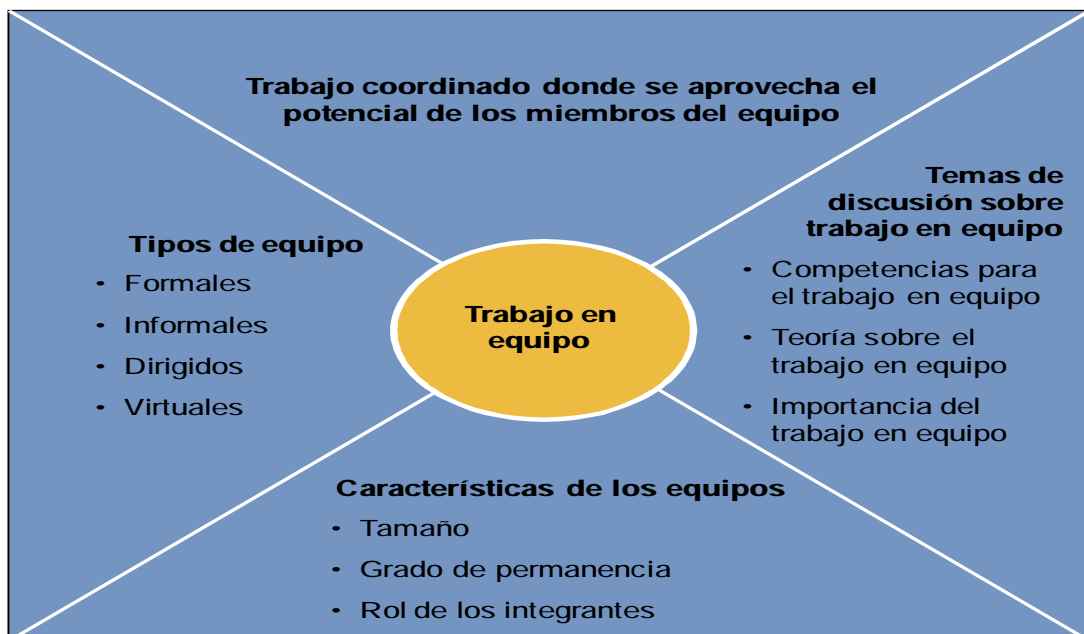 Trabajo coordinado donde se aprovecha el
potencial de los miembros del equipo
Tipos de equipo
• Formales
• Informales
• Dirigidos
• Virtuales
Trabajo en
equipo
Temas de
discusión sobre
trabajo en equipo
• Competencias para
el trabajo en equipo
• Teoría sobre el
trabajo en equipo
• Importancia del
trabajo en equipo
Características de los equipos
• Tamaño
• Grado de permanencia
• Rol de los integrantes